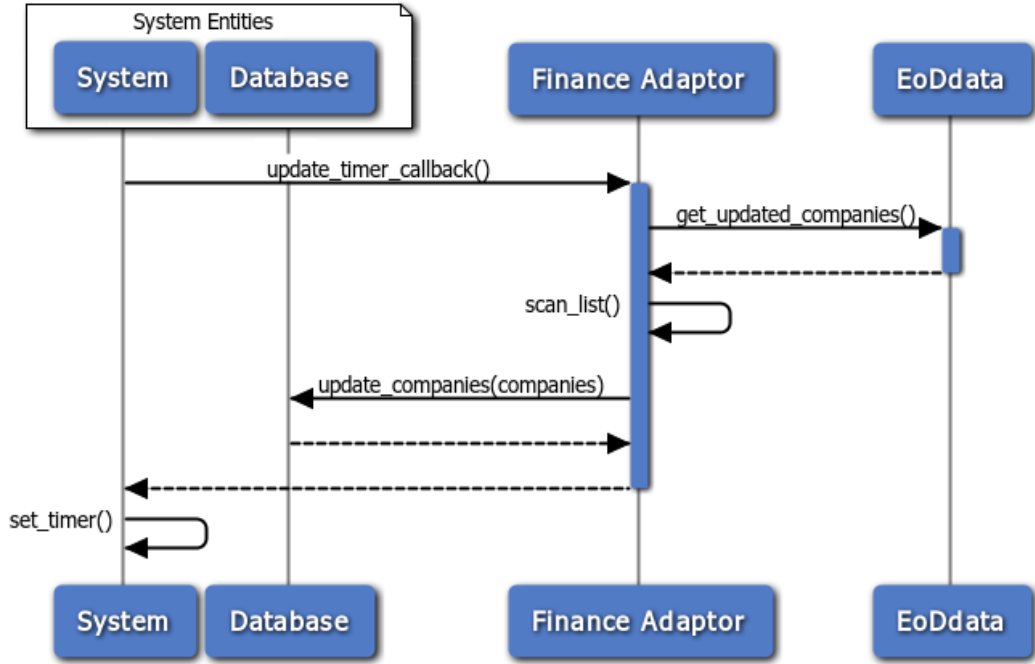 System Entities
System
Database
Finance Adaptor
EoDdata
update_timer_callback()
get_updated_companies()
scan_list()
update_companies(companies)
set_timer()
System
Database
Finance Adaptor
EoDdata